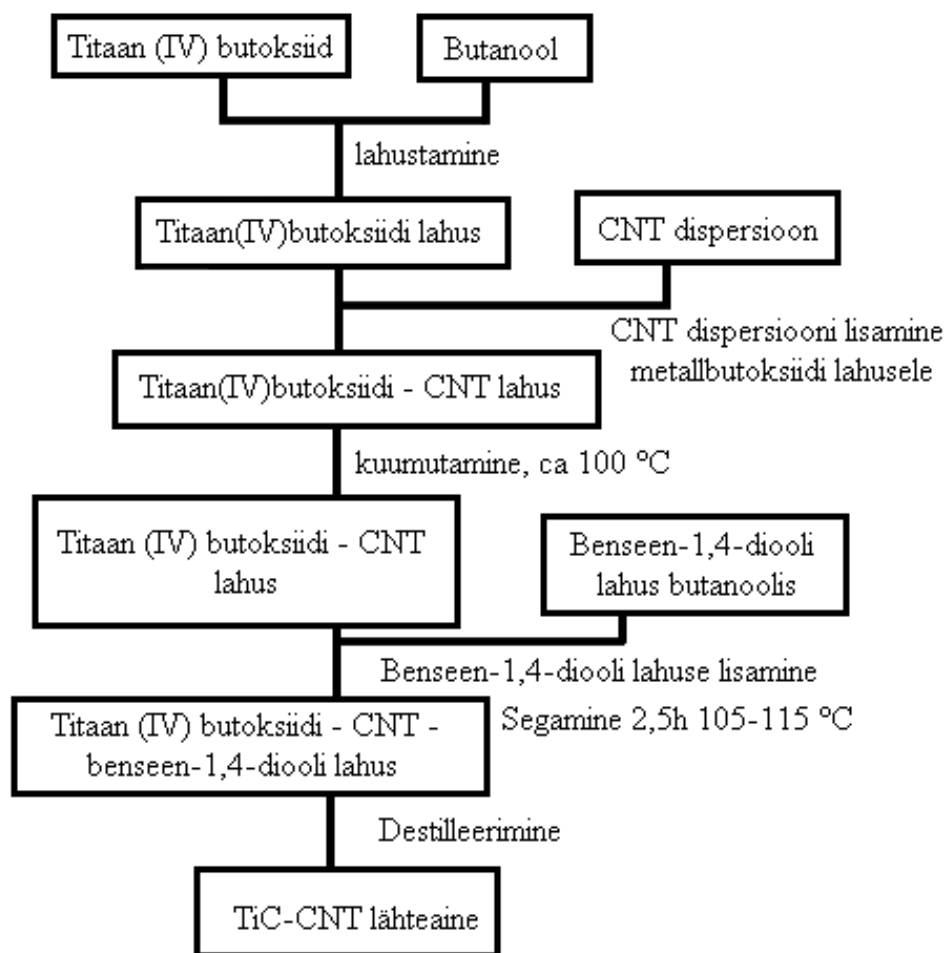 Titaan (IV) butoksiid
Butanool
lahustamine
Titaan(IV)butoksiidi lahus
CNT dispersioon
CNT dispersiooni lisamine
metallbutoksiidi lahusele
Titaan(IV)butoksiidi - CNT lahus
kuumutamine, ca 100 °C
Titaan (IV) butoksiidi - CNT
lahus
Benseen-1,4-diooli
lahus butanoolis
Benseen-1,4-diooli lahuse lisamine
Segamine 2,5h 105-115 °C
Titaan (IV) butoksiidi - CNT -
benseen-1,4-diooli lahus
Destilleerimine
TiC-CNT lähteaine